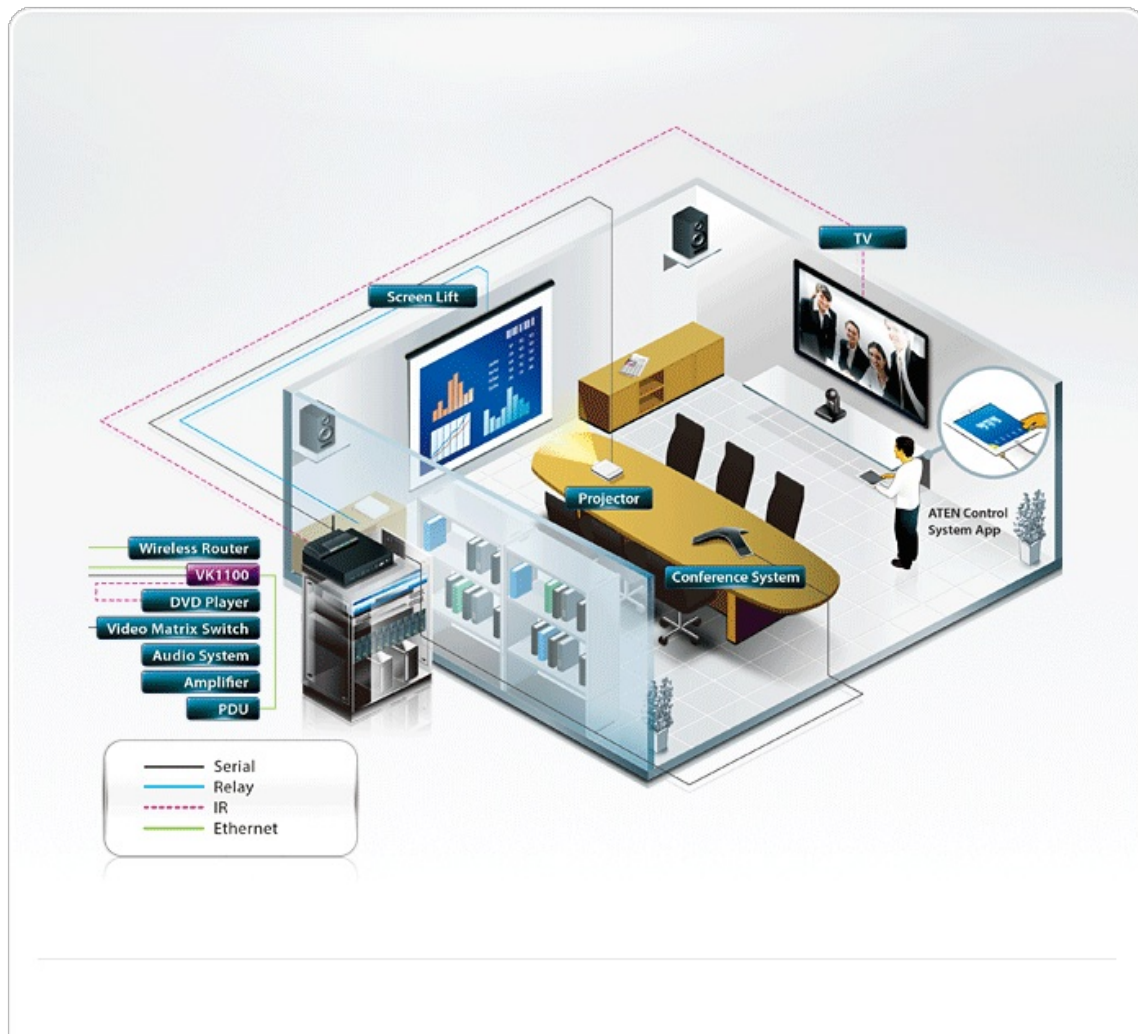 TV
Screen Lift
Projector
ATEN Control
System App
Conference System
Wireless Router
VK1100
DVD Player
Video Matrix Switch
Audio System
Amplifier
PDU
Serial
Relay
IR
Ethernet